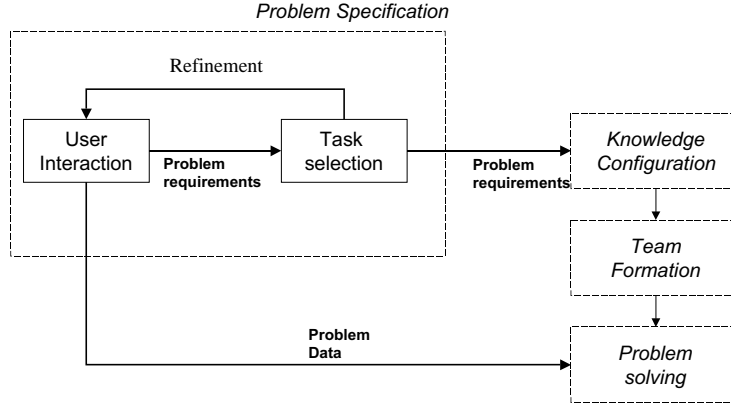 Problem Specification
Refinement
User
Interaction
Problem
requirements
Task
selection
Problem
requirements
Knowledge
Configuration
Team
Formation
Problem
Data
Problem
solving